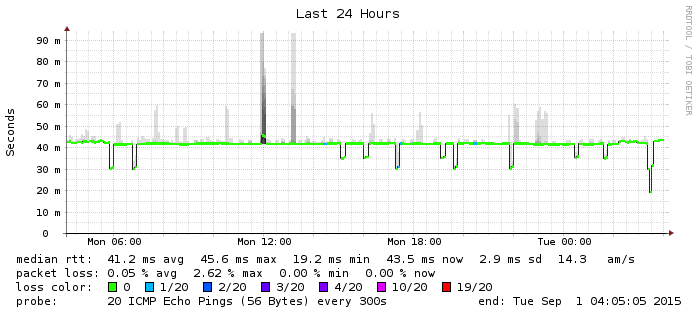 Last 24 Hours
RRDTOOL / TOBI OETIKER
Seconds
90 m
80 m
70 m
60 m
50 m
40 m
30 m
20 m
10 m
0
Mon 06:00 Mon 12:00 Mon 18:00 Tue 00:00
median rtt: 41.2 ms avg 45.6 ms max 19.2 ms min 43.5 ms now 2.9 ms sd 14.3 am/s
packet loss: 0.05 % avg 2.62 % max 0.00 % min 0.00 % now
loss color: 0 1/20 2/20 3/20 4/20 10/20 19/20
probe: 20 ICMP Echo Pings (56 Bytes) every 300s end: Tue Sep 1 04:05:05 2015